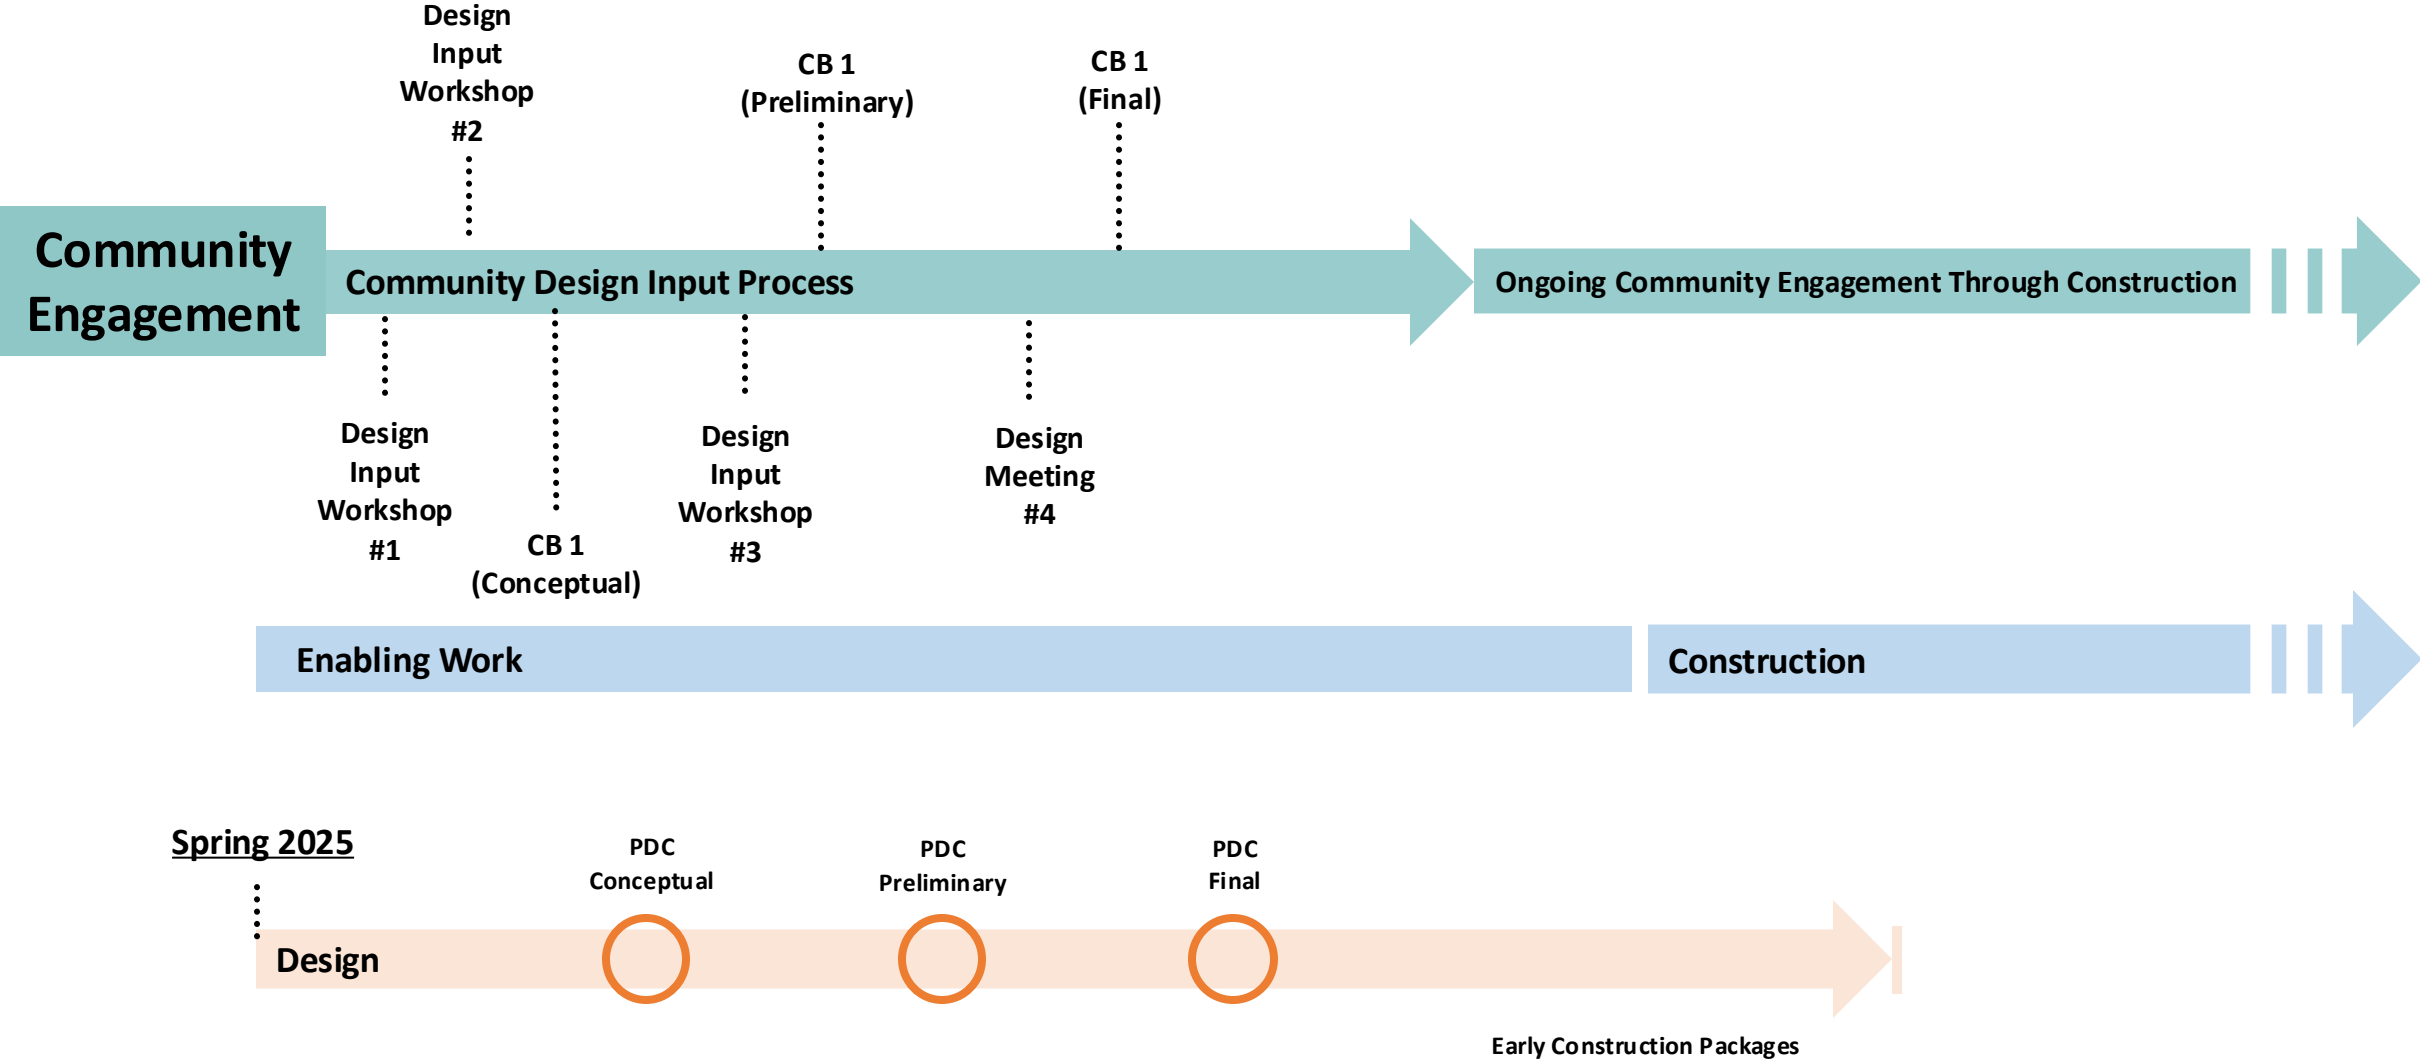 Design
Input
Workshop
#2
CB 1
(Preliminary)
CB 1
(Final)
Community
Engagement
Community Design Input Process
Ongoing Community Engagement Through Construction
Design
Input
Workshop
#1
CB 1
(Conceptual)
Design
Input
Workshop
#3
Design
Meeting
#4
Enabling Work
Construction
Spring 2025
PDC
Conceptual
PDC
Preliminary
PDC
Final
Design
Early Construction Packages